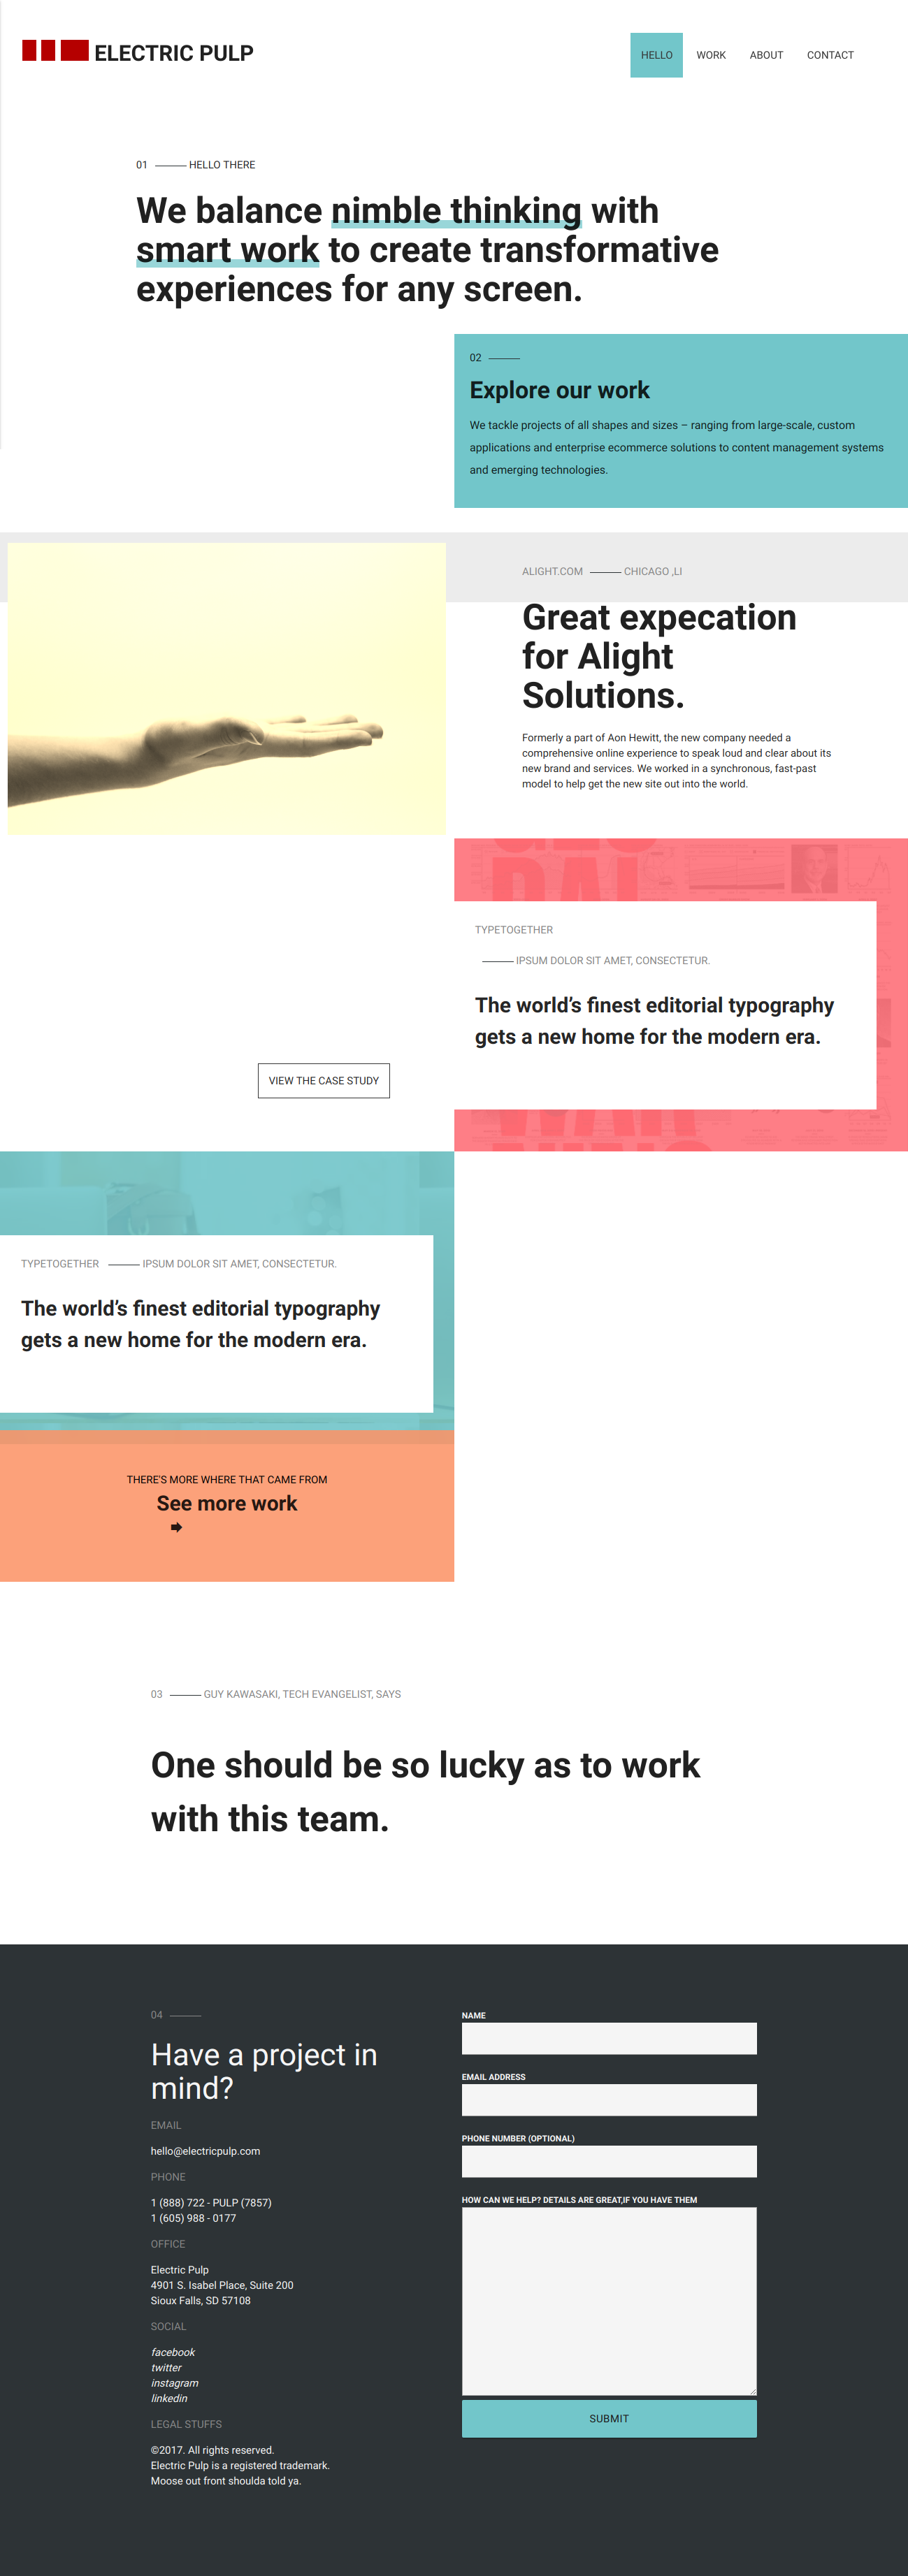 ELECTRIC PULP
HELLO WORK ABOUT CONTACT
01 HELLO THERE
We balance nimble thinking with
smart work to create transformative
experiences for any screen.
02
Explore our work
We tackle projects of all shapes and sizes – ranging from large-scale, custom
applications and enterprise ecommerce solutions to content management systems
and emerging technologies.
ALIGHT.COM CHICAGO ,LI
Great expecation
for Alight
Solutions.
Formerly a part of Aon Hewitt, the new company needed a
comprehensive online experience to speak loud and clear about its
new brand and services. We worked in a synchronous, fast-past
model to help get the new site out into the world.
VIEW THE CASE STUDY
TYPETOGETHER
IPSUM DOLOR SIT AMET, CONSECTETUR.
The world’s finest editorial typography
gets a new home for the modern era.
TYPETOGETHER IPSUM DOLOR SIT AMET, CONSECTETUR.
The world’s finest editorial typography
gets a new home for the modern era.
THERE'S MORE WHERE THAT CAME FROM
See more work
03 GUY KAWASAKI, TECH EVANGELIST, SAYS
One should be so lucky as to work
with this team.
04
Have a project in
mind?
EMAIL
hello@electricpulp.com
PHONE
1 (888) 722 - PULP (7857)
1 (605) 988 - 0177
OFFICE
Electric Pulp
4901 S. Isabel Place, Suite 200
Sioux Falls, SD 57108
SOCIAL
facebook
twitter
instagram
linkedin
LEGAL STUFFS
©2017. All rights reserved.
Electric Pulp is a registered trademark.
Moose out front shoulda told ya.
NAME
EMAIL ADDRESS
PHONE NUMBER (OPTIONAL)
HOW CAN WE HELP? DETAILS ARE GREAT,IF YOU HAVE THEM
SUBMIT